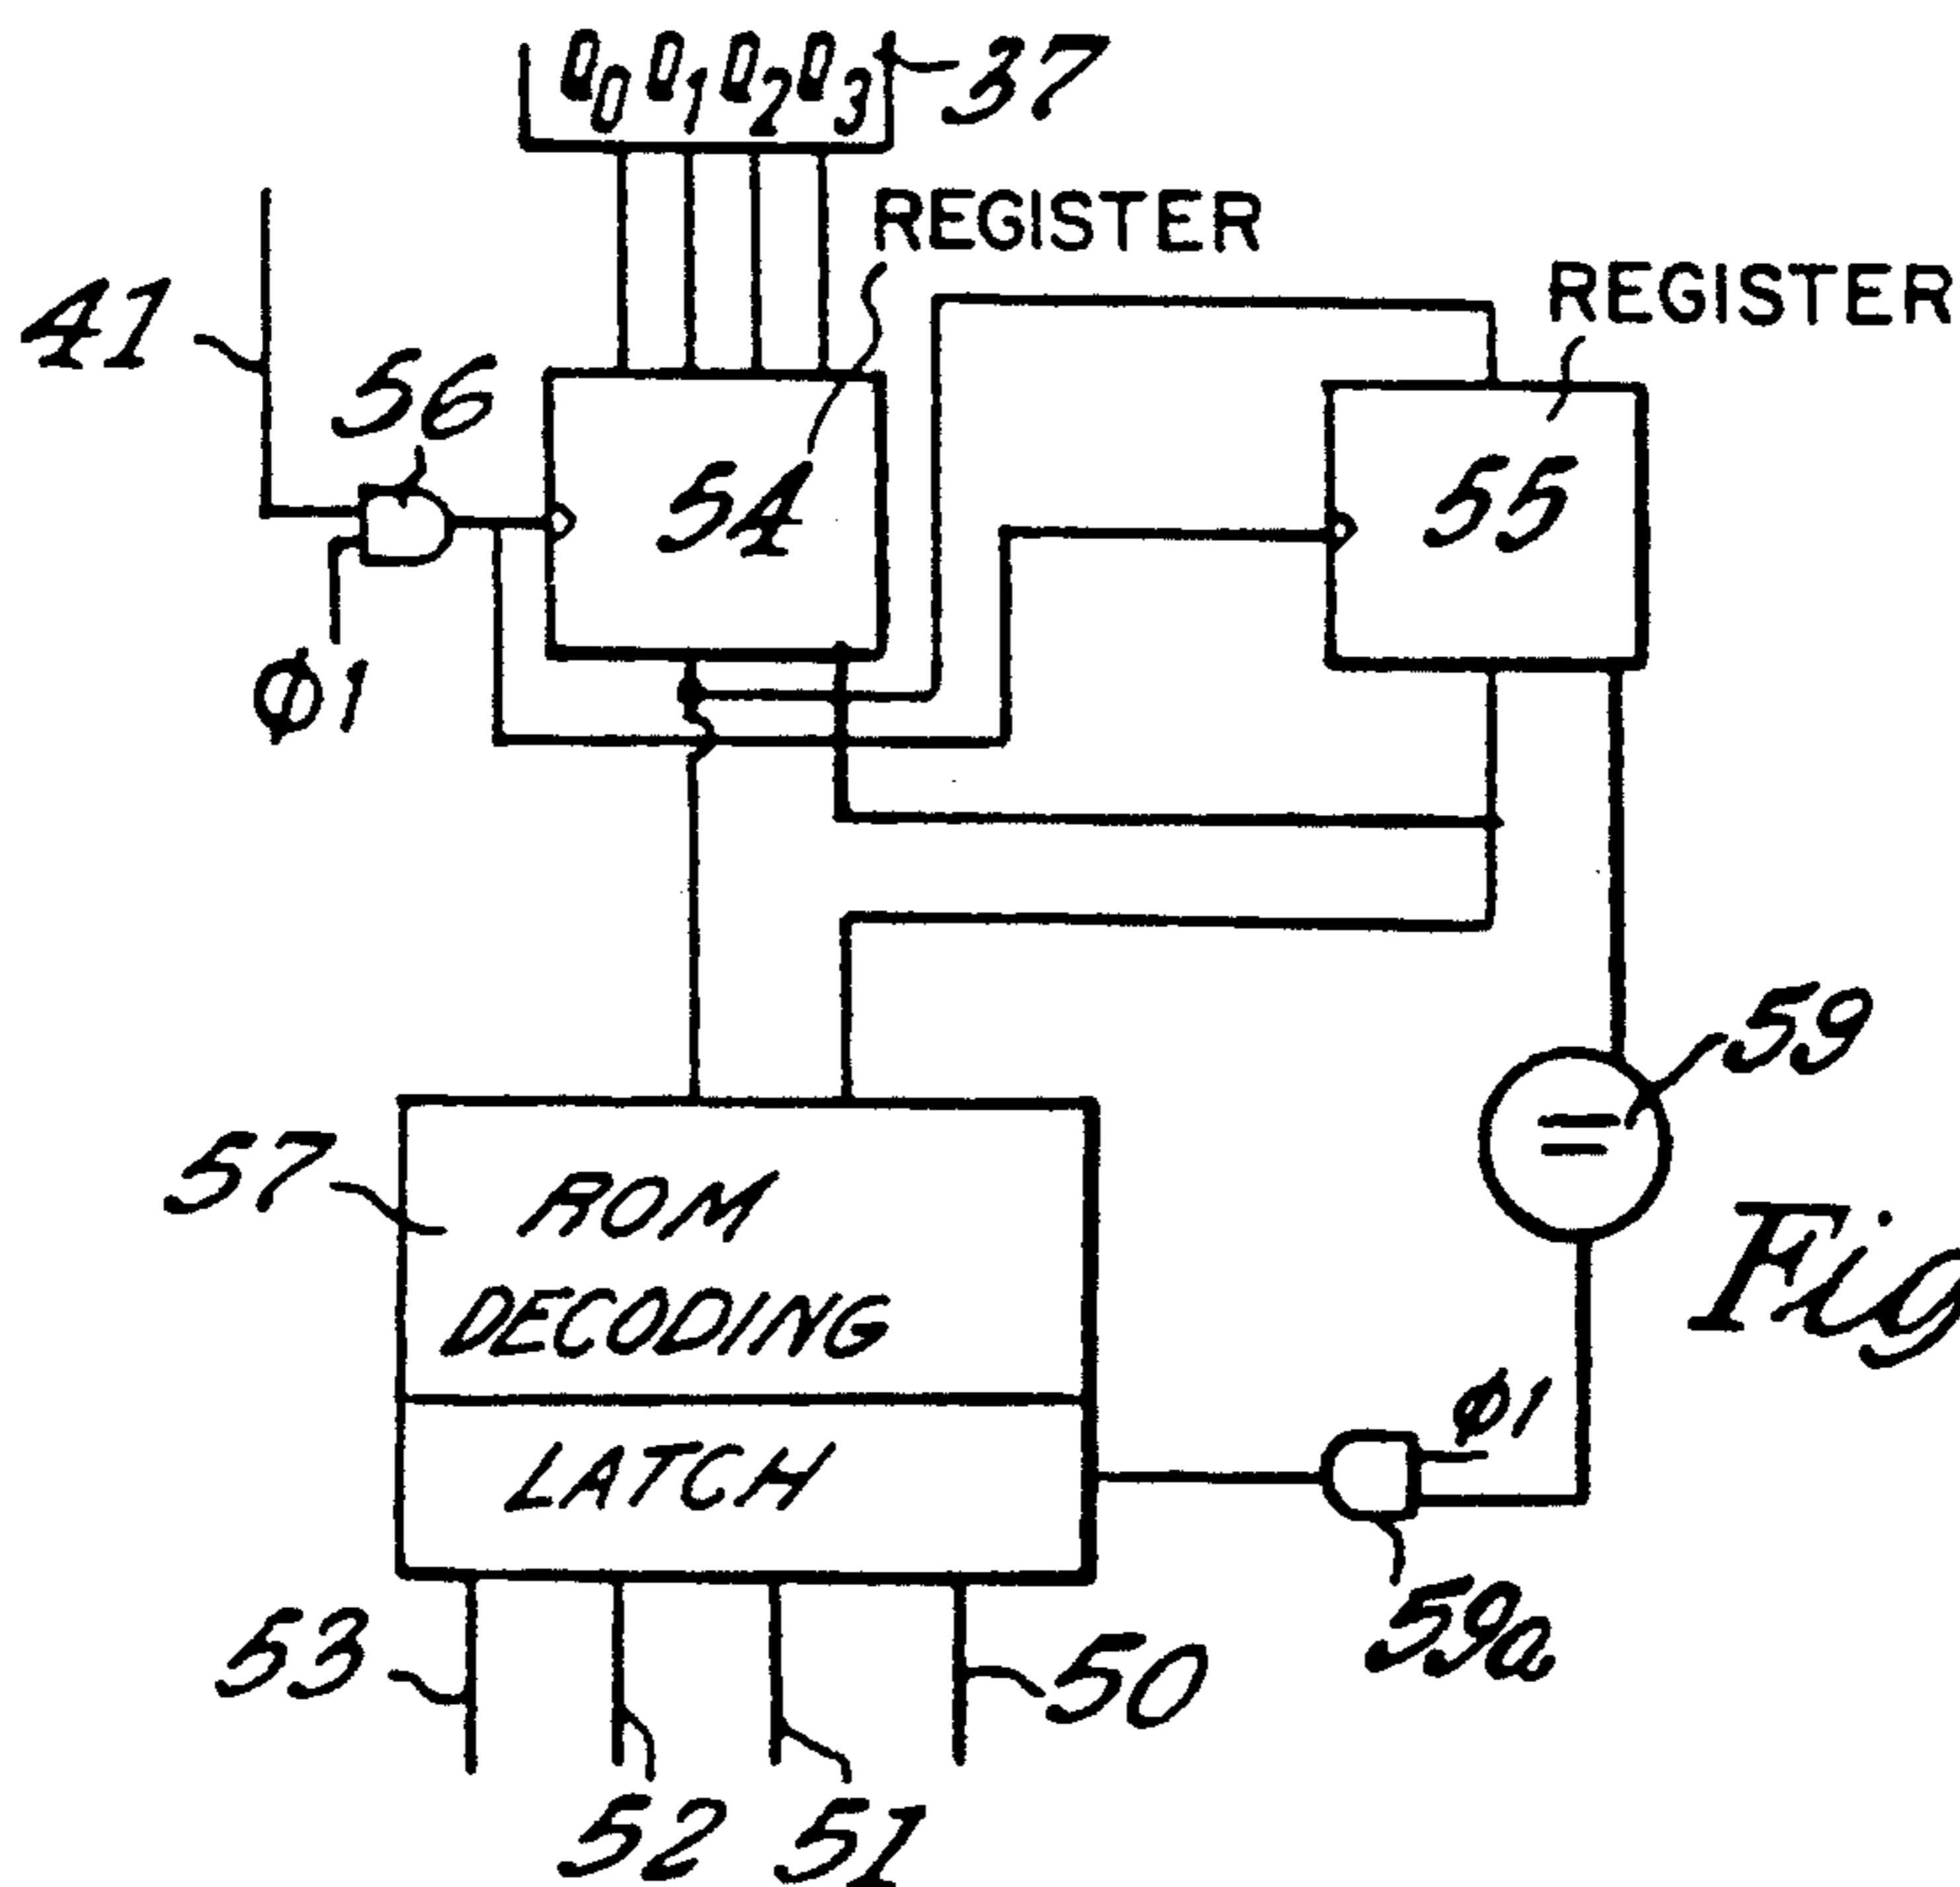 Q0 Q1 Q2 Q3 37
REGISTER
REGISTER
41
56
54
55
φ1
59
57
ROM
DECODING
Fig
φ1
LATCH
59a
53
50
52
51